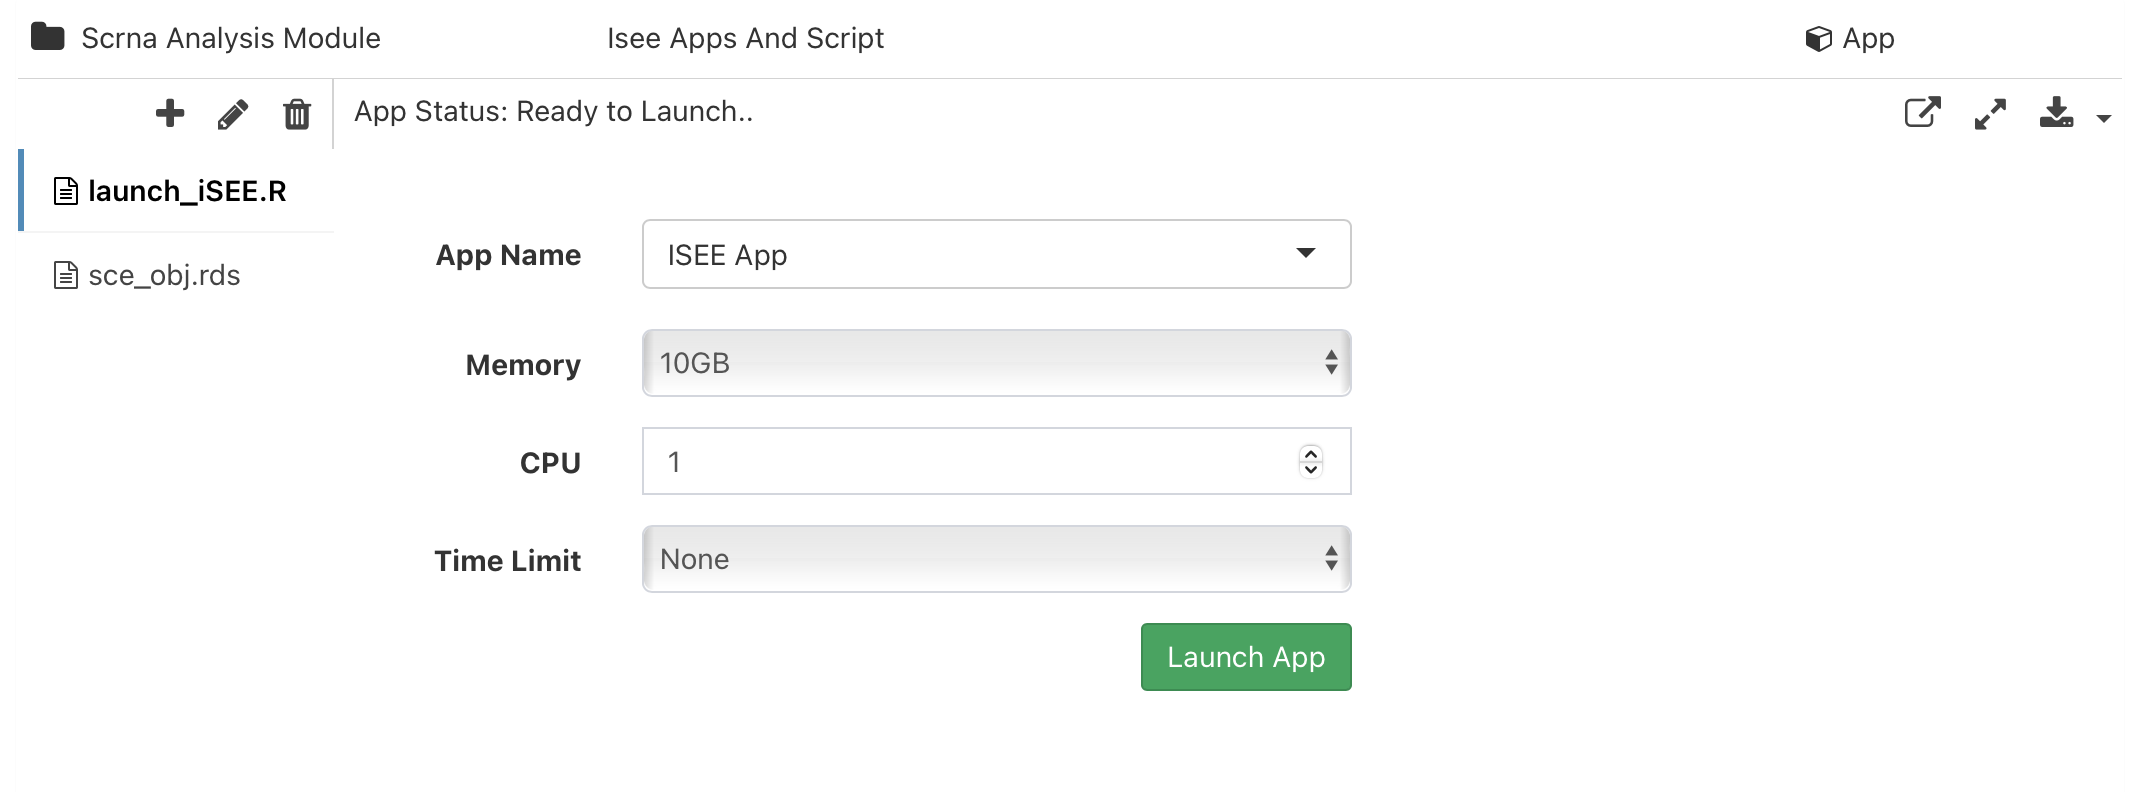 Scrna Analysis Module
Isee Apps And Script
App
App Status: Ready to Launch..
launch_iSEE.R
sce_obj.rds
App Name
ISEE App
Memory
10GB
CPU
1
Time Limit
None
Launch App